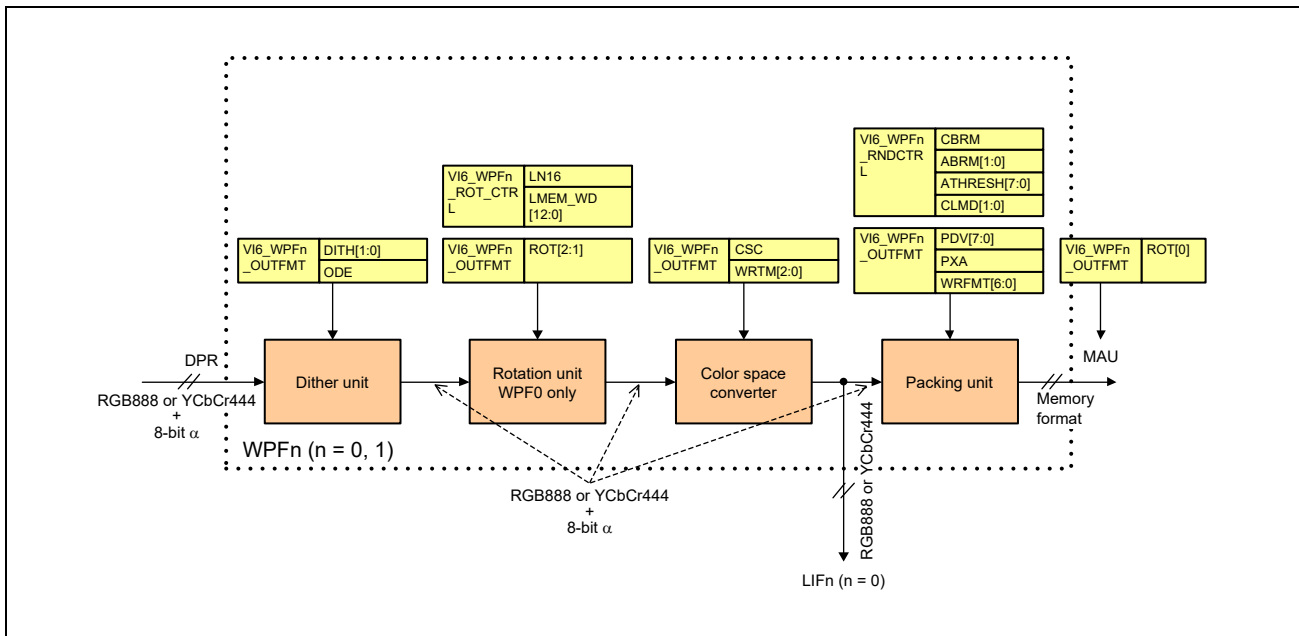 VI6_WPFn
_RNDCTR
L
CBRM
ABRM[1:0]
ATHRESH[7:0]
CLMD[1:0]
VI6_WPFn
_ROT_CTR
L
LN16
LMEM_WD
[12:0]
VI6_WPFn
_OUTFMT
DITH[1:0]
ODE
VI6_WPFn
_OUTFMT
ROT[2:1]
VI6_WPFn
_OUTFMT
CSC
WRTM[2:0]
VI6_WPFn
_OUTFMT
PDV[7:0]
PXA
WRFMT[6:0]
VI6_WPFn
_OUTFMT
ROT[0]
DPR
RGB888 or YCbCr444
+
8-bit α
Dither unit
Rotation unit
WPF0 only
Color space
converter
Packing unit
MAU
Memory
format
WPFn (n = 0, 1)
RGB888 or YCbCr444
+
8-bit α
RGB888 or YCbCr444
LIFn (n = 0)